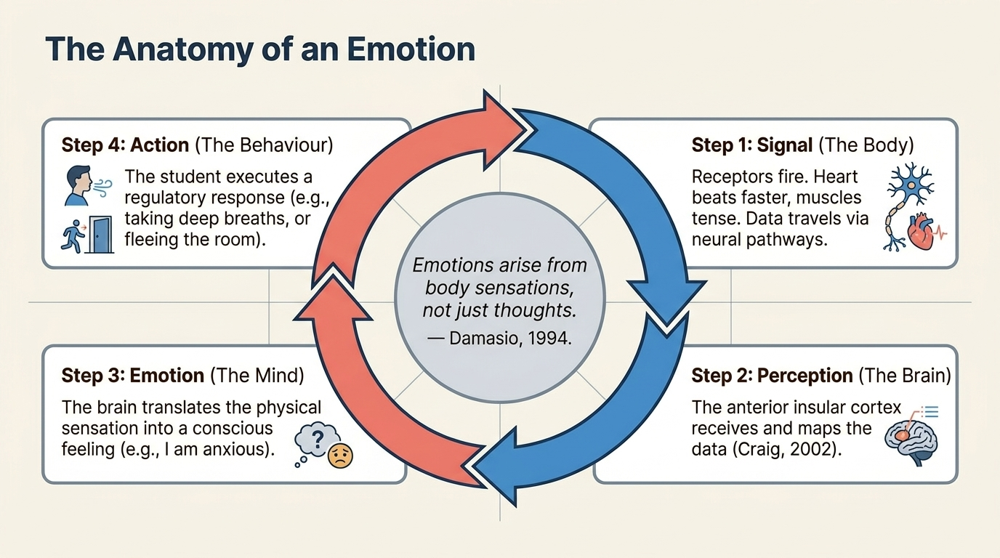 The Anatomy of an Emotion
Step 4: Action (The Behaviour)
The student executes a
regulatory response (e.g.,
taking deep breaths, or
fleeing the room).
Step 1: Signal (The Body)
Receptors fire. Heart
beats faster, muscles
tense. Data travels via
neural pathways.
Emotions arise from
body sensations,
not just thoughts.
— Damasio, 1994.
Step 3: Emotion (The Mind)
The brain translates the physical
sensation into a conscious
feeling (e.g., I am anxious).
?
Step 2: Perception (The Brain)
The anterior insular cortex
receives and maps the
data (Craig, 2002).